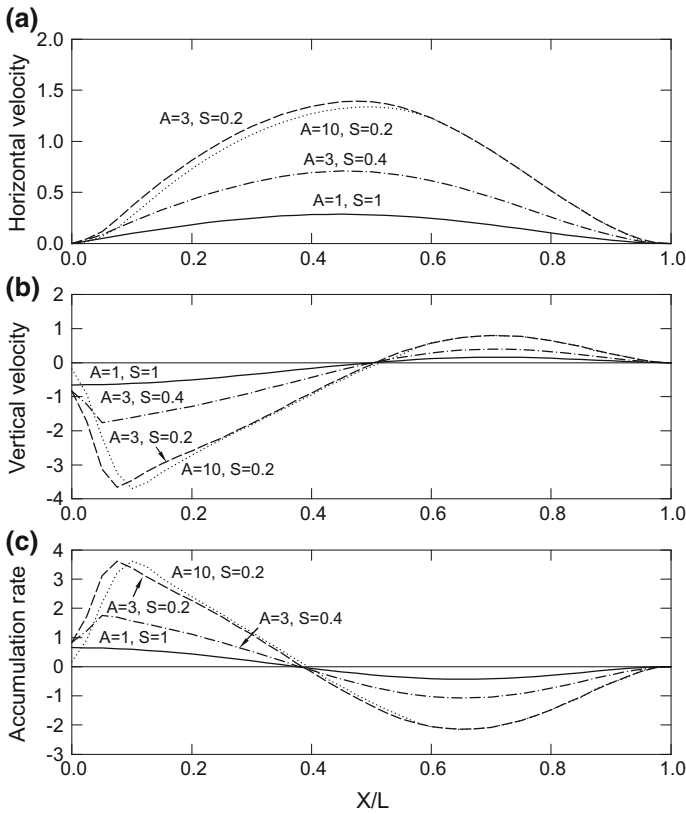 (a)
Horizontal velocity
2.0
1.5
1.0
0.5
0.0
A=3, S=0.2
A=10, S=0.2
A=3, S=0.4
A=1, S=1
0.0 0.2 0.4 0.6 0.8 1.0
(b)
Vertical velocity
2
1
0
-1
-2
-3
-4
A=1, S=1
A=3, S=0.4
A=3, S=0.2
A=10, S=0.2
0.0 0.2 0.4 0.6 0.8 1.0
(c)
Accumulation rate
4
3
2
1
0
-1
-2
-3
A=10, S=0.2
A=3, S=0.2
A=3, S=0.4
A=1, S=1
0.0 0.2 0.4 0.6 0.8 1.0
X/L